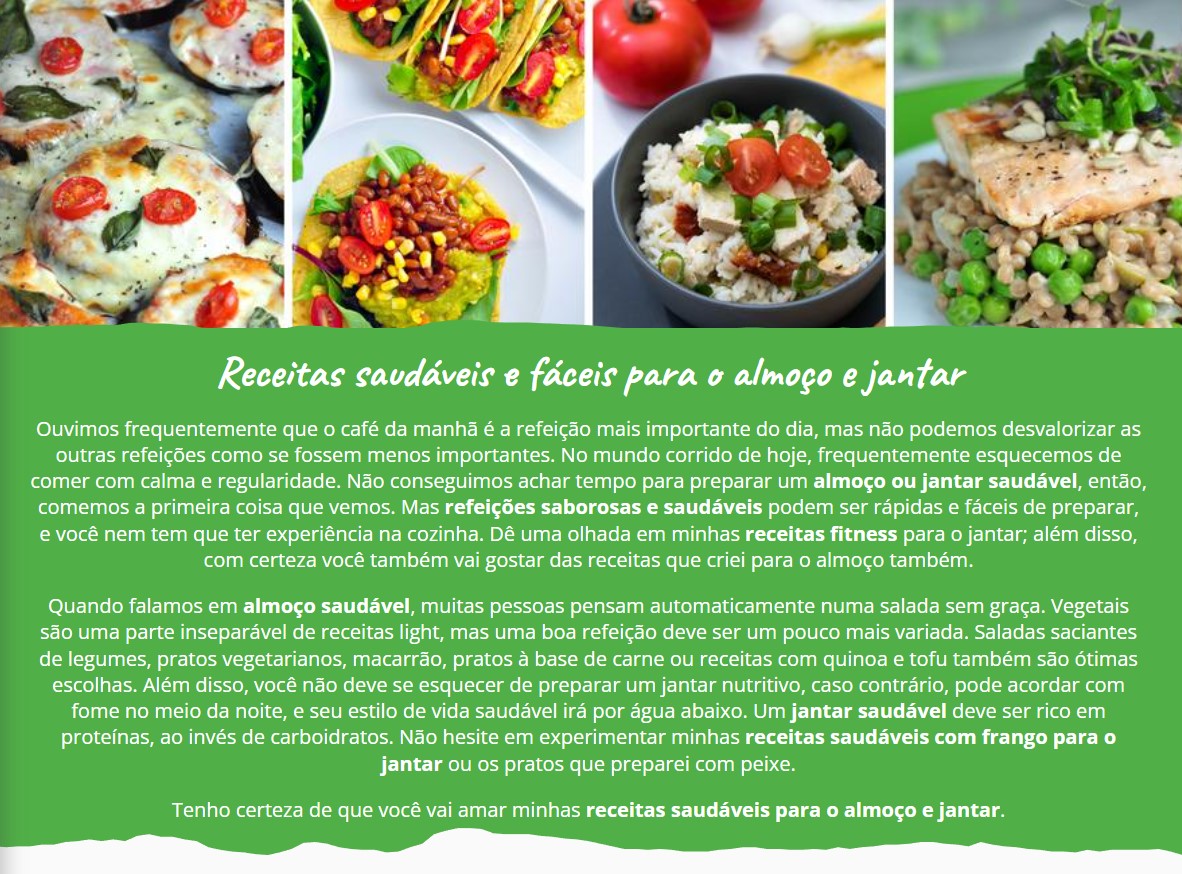 Receitas saudáveis e fáceis para o almoço e jantar
Ouvimos frequentemente que o café da manhã é a refeição mais importante do dia, mas não podemos desvalorizar as
outras refeições como se fossem menos importantes. No mundo corrido de hoje, frequentemente esquecemos de
comer com calma e regularidade. Não conseguimos achar tempo para preparar um almoço ou jantar saudável, então,
comemos a primeira coisa que vemos. Mas refeições saborosas e saudáveis podem ser rápidas e fáceis de preparar,
e você nem tem que ter experiência na cozinha. Dê uma olhada em minhas receitas fitness para o jantar; além disso,
com certeza você também vai gostar das receitas que criei para o almoço também.
Quando falamos em almoço saudável, muitas pessoas pensam automaticamente numa salada sem graça. Vegetais
são uma parte inseparável de receitas light, mas uma boa refeição deve ser um pouco mais variada. Saladas saciantes
de legumes, pratos vegetarianos, macarrão, pratos à base de carne ou receitas com quinoa e tofu também são ótimas
escolhas. Além disso, você não deve se esquecer de preparar um jantar nutritivo, caso contrário, pode acordar com
fome no meio da noite, e seu estilo de vida saudável irá por água abaixo. Um jantar saudável deve ser rico em
proteínas, ao invés de carboidratos. Não hesite em experimentar minhas receitas saudáveis com frango para o
jantar ou os pratos que preparei com peixe.
Tenho certeza de que você vai amar minhas receitas saudáveis para o almoço e jantar.